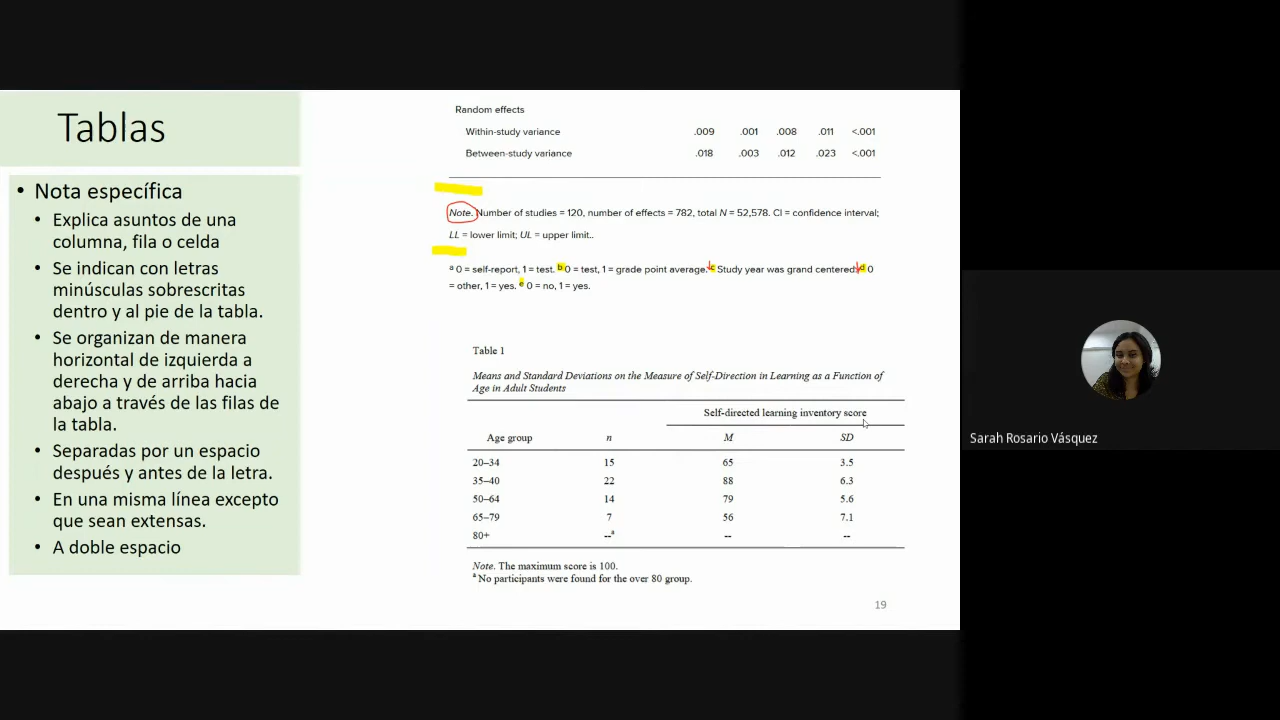 Tablas
• Nota específica
• Explica asuntos de una
columna, fila o celda
• Se indican con letras
minúsculas sobrescritas
dentro y al pie de la tabla.
• Se organizan de manera
horizontal de izquierda a
derecha y de arriba hacia
abajo a través de las filas de
la tabla.
• Separadas por un espacio
después y antes de la letra.
• En una misma línea excepto
que sean extensas.
• A doble espacio
Random effects
Within-study variance .009 .001 .008 .011 <.001
Between-study variance .018 .003 .012 .023 <.001
Note. Number of studies = 120, number of effects = 782, total N = 52,578. CI = confidence interval;
LL = lower limit; UL = upper limit..
a 0 = self-report, 1 = test. b 0 = test, 1 = grade point average. c Study year was grand centered. d 0
= other, 1 = yes. e 0 = no, 1 = yes.
Table 1
Means and Standard Deviations on the Measure of Self-Direction in Learning as a Function of
Age in Adult Students
Self-directed learning inventory score
Age group n M SD
20–34 15 65 3.5
35–40 22 88 6.3
50–64 14 79 5.6
65–79 7 56 7.1
80+ --a -- --
Note. The maximum score is 100.
a No participants were found for the over 80 group.
19
Sarah Rosario Vásquez